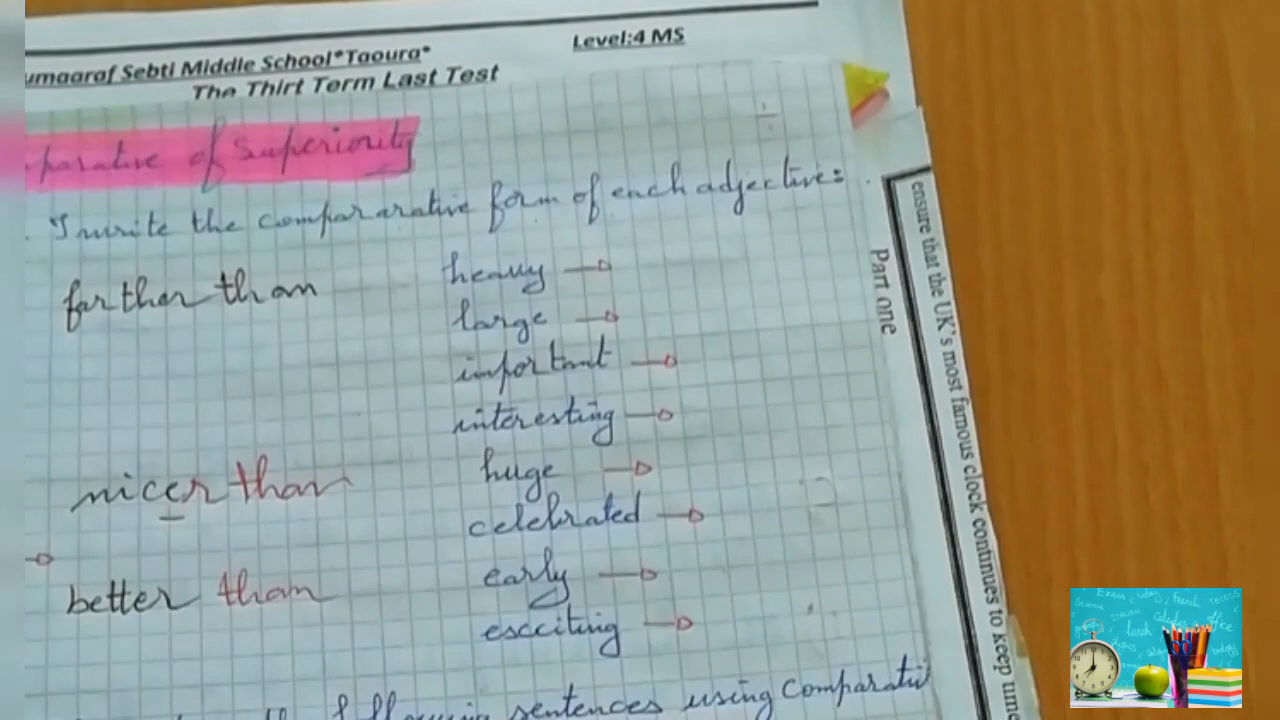 umaaraf Sebti Middle School*Taoura*
Level:4 MS
The Thirt Term Last Test
parative of Superiority
I write the compararative form of each adjective:
farther than
heavy
large
important
interesting
nicer than
huge
celebrated
better than
early
exciting
following sentences using comparati
Part one
ensure that the UK's most famous clock continues to keep time